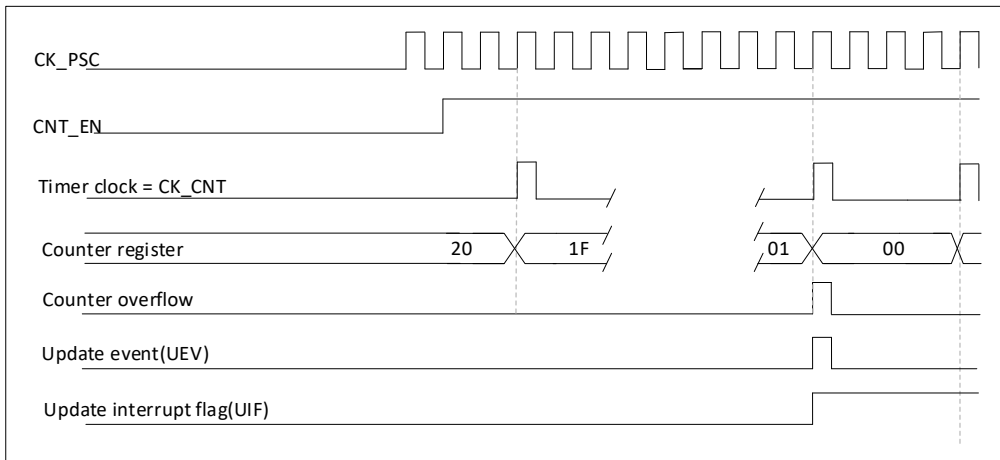 CK_PSC
CNT_EN
Timer clock = CK_CNT
Counter register 20 1F 01 00
Counter overflow
Update event(UEV)
Update interrupt flag(UIF)